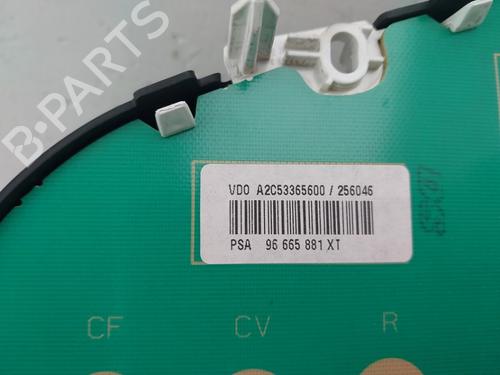 B-PARTS
VDO A2C53365600 / 256046
PSA 96 665 881 XT
CF CV R